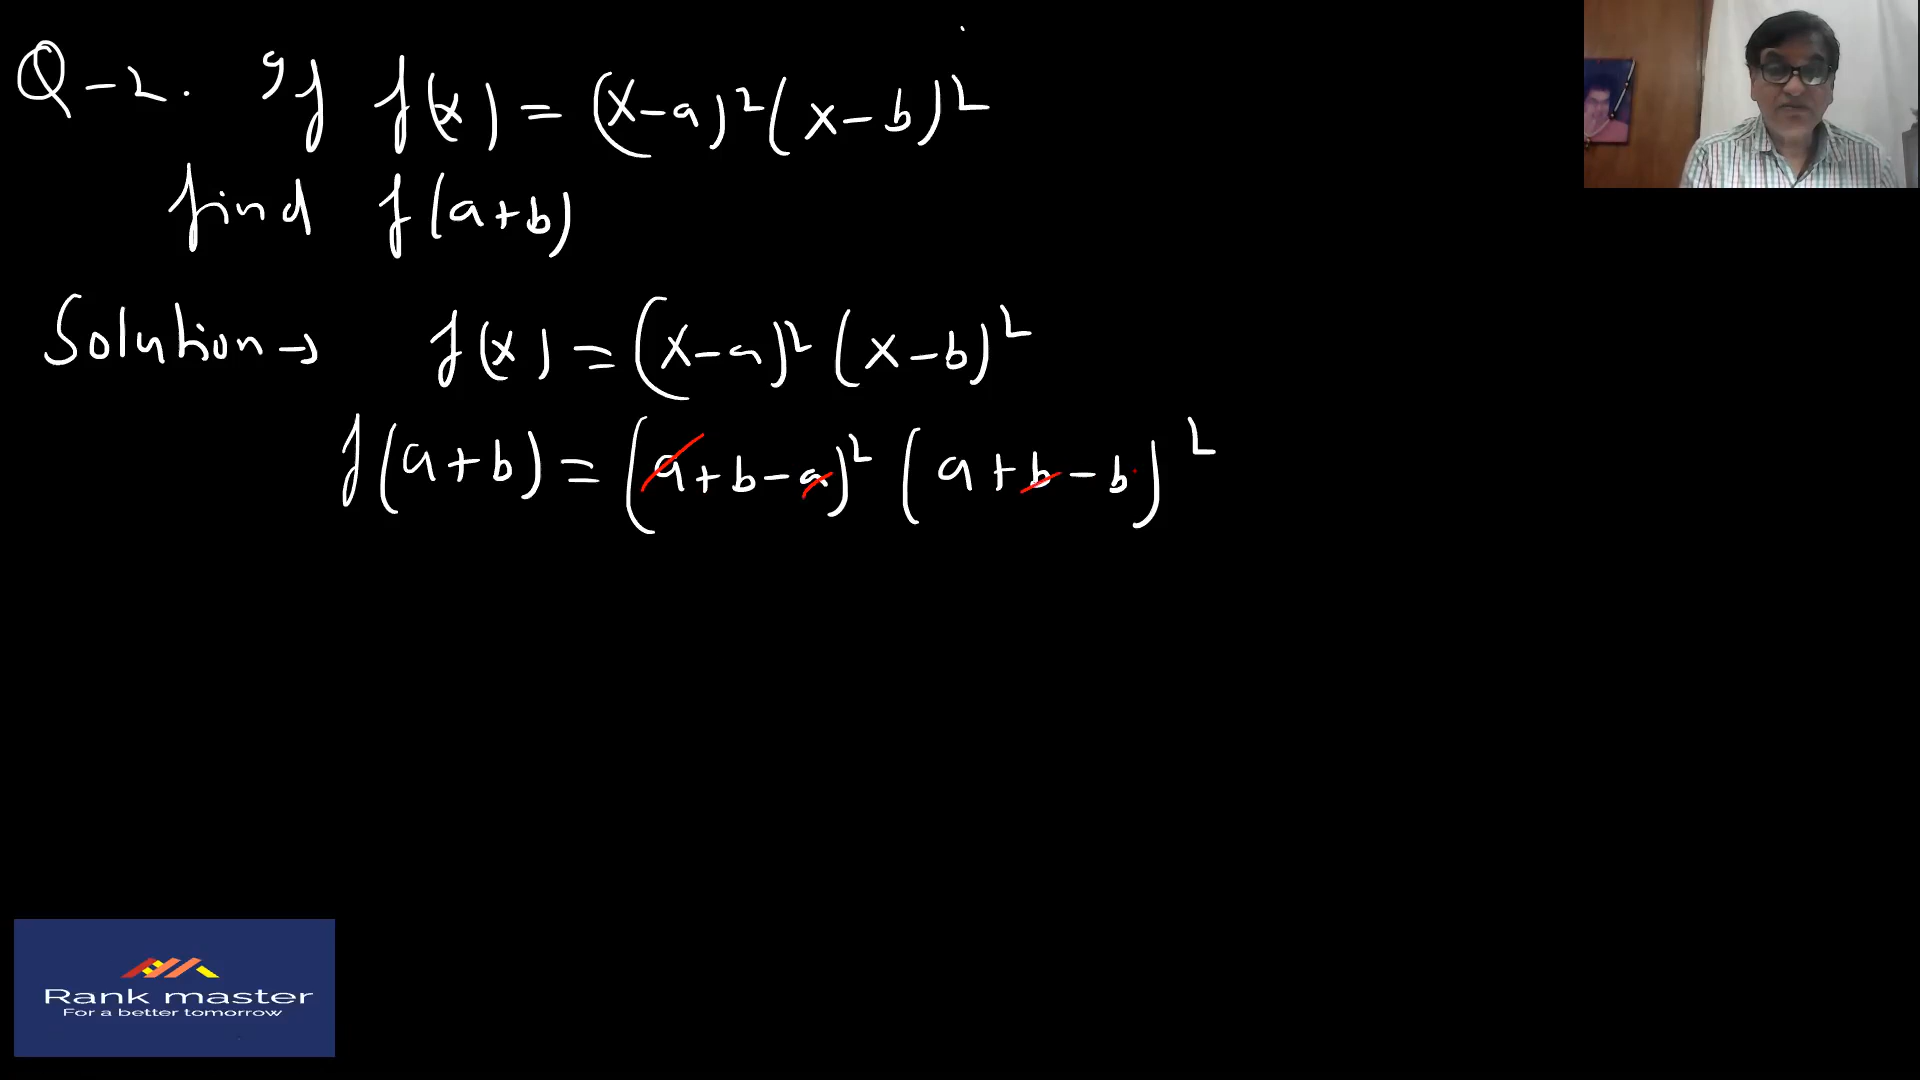 Q-2. If f(x) = (x-a)²(x-b)²
find f(a+b)
Solution → f(x) = (x-a)² (x-b)²
f(a+b) = (a+b-a)² (a+b-b)²
Rank master
For a better tomorrow